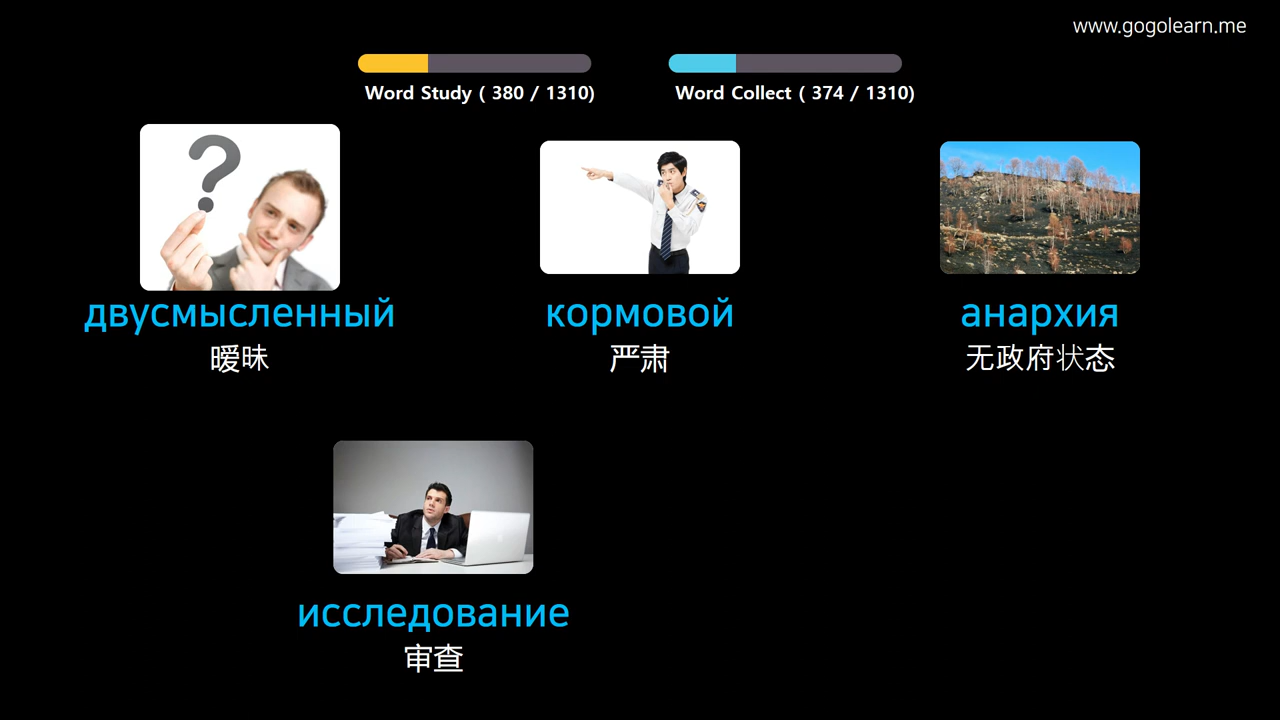 www.gogolearn.me
Word Study ( 380 / 1310)
Word Collect ( 374 / 1310)
двусмысленный
暧昧
кормовой
严肃
анархия
无政府状态
исследование
审查